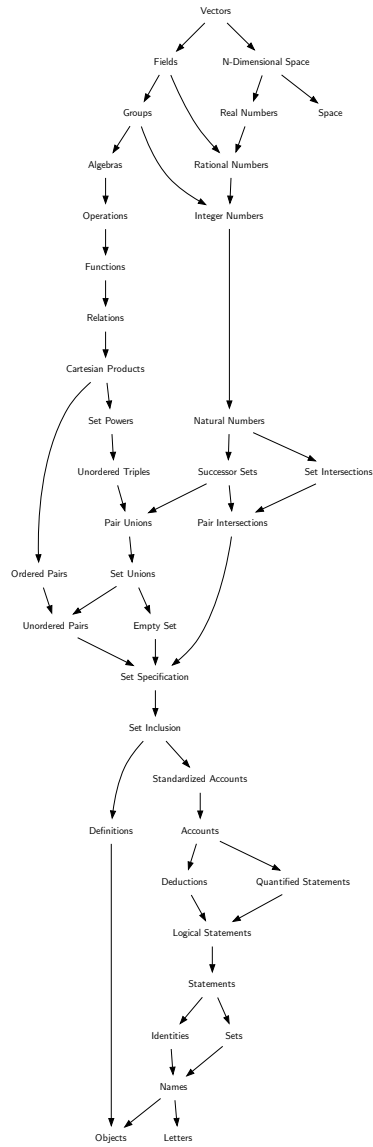 Vectors
Fields N-Dimensional Space
Groups Real Numbers Space
Algebras Rational Numbers
Operations Integer Numbers
Functions
Relations
Cartesian Products
Set Powers Natural Numbers
Unordered Triples Successor Sets Set Intersections
Pair Unions Pair Intersections
Ordered Pairs Set Unions
Unordered Pairs Empty Set
Set Specification
Set Inclusion
Standardized Accounts
Definitions Accounts
Deductions Quantified Statements
Logical Statements
Statements
Identities Sets
Names
Objects Letters